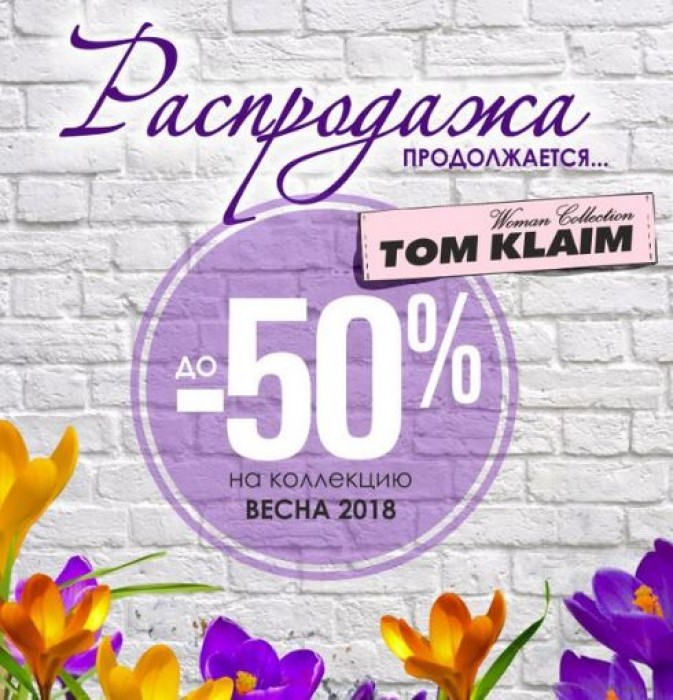 Распродажа
ПРОДОЛЖАЕТСЯ...
Woman Collection
TOM KLAIM
ДО
-50%
на коллекцию
ВЕСНА 2018